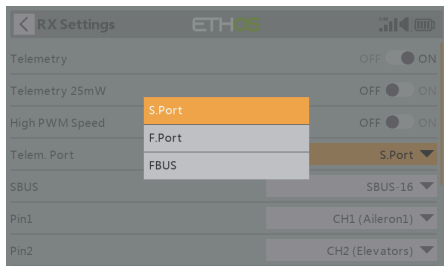 RX Settings ETHOS
Telemetry OFF ON
Telemetry 25mW OFF ON
S.Port
High PWM Speed OFF ON
F.Port
Telem. Port S.Port
FBUS
SBUS SBUS-16
Pin1 CH1 (Aileron1)
Pin2 CH2 (Elevators)